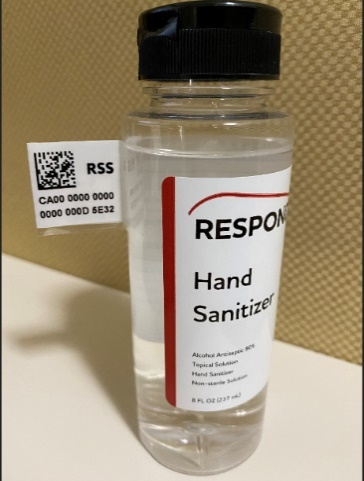 RSS
CA00 0000 0000
0000 000D 5E32
RESPON
Hand
Sanitizer
Alcohol Antiseptic 80%
Topical Solution
Hand Sanitizer
Non-sterile Solution
8 FL OZ (237 mL)